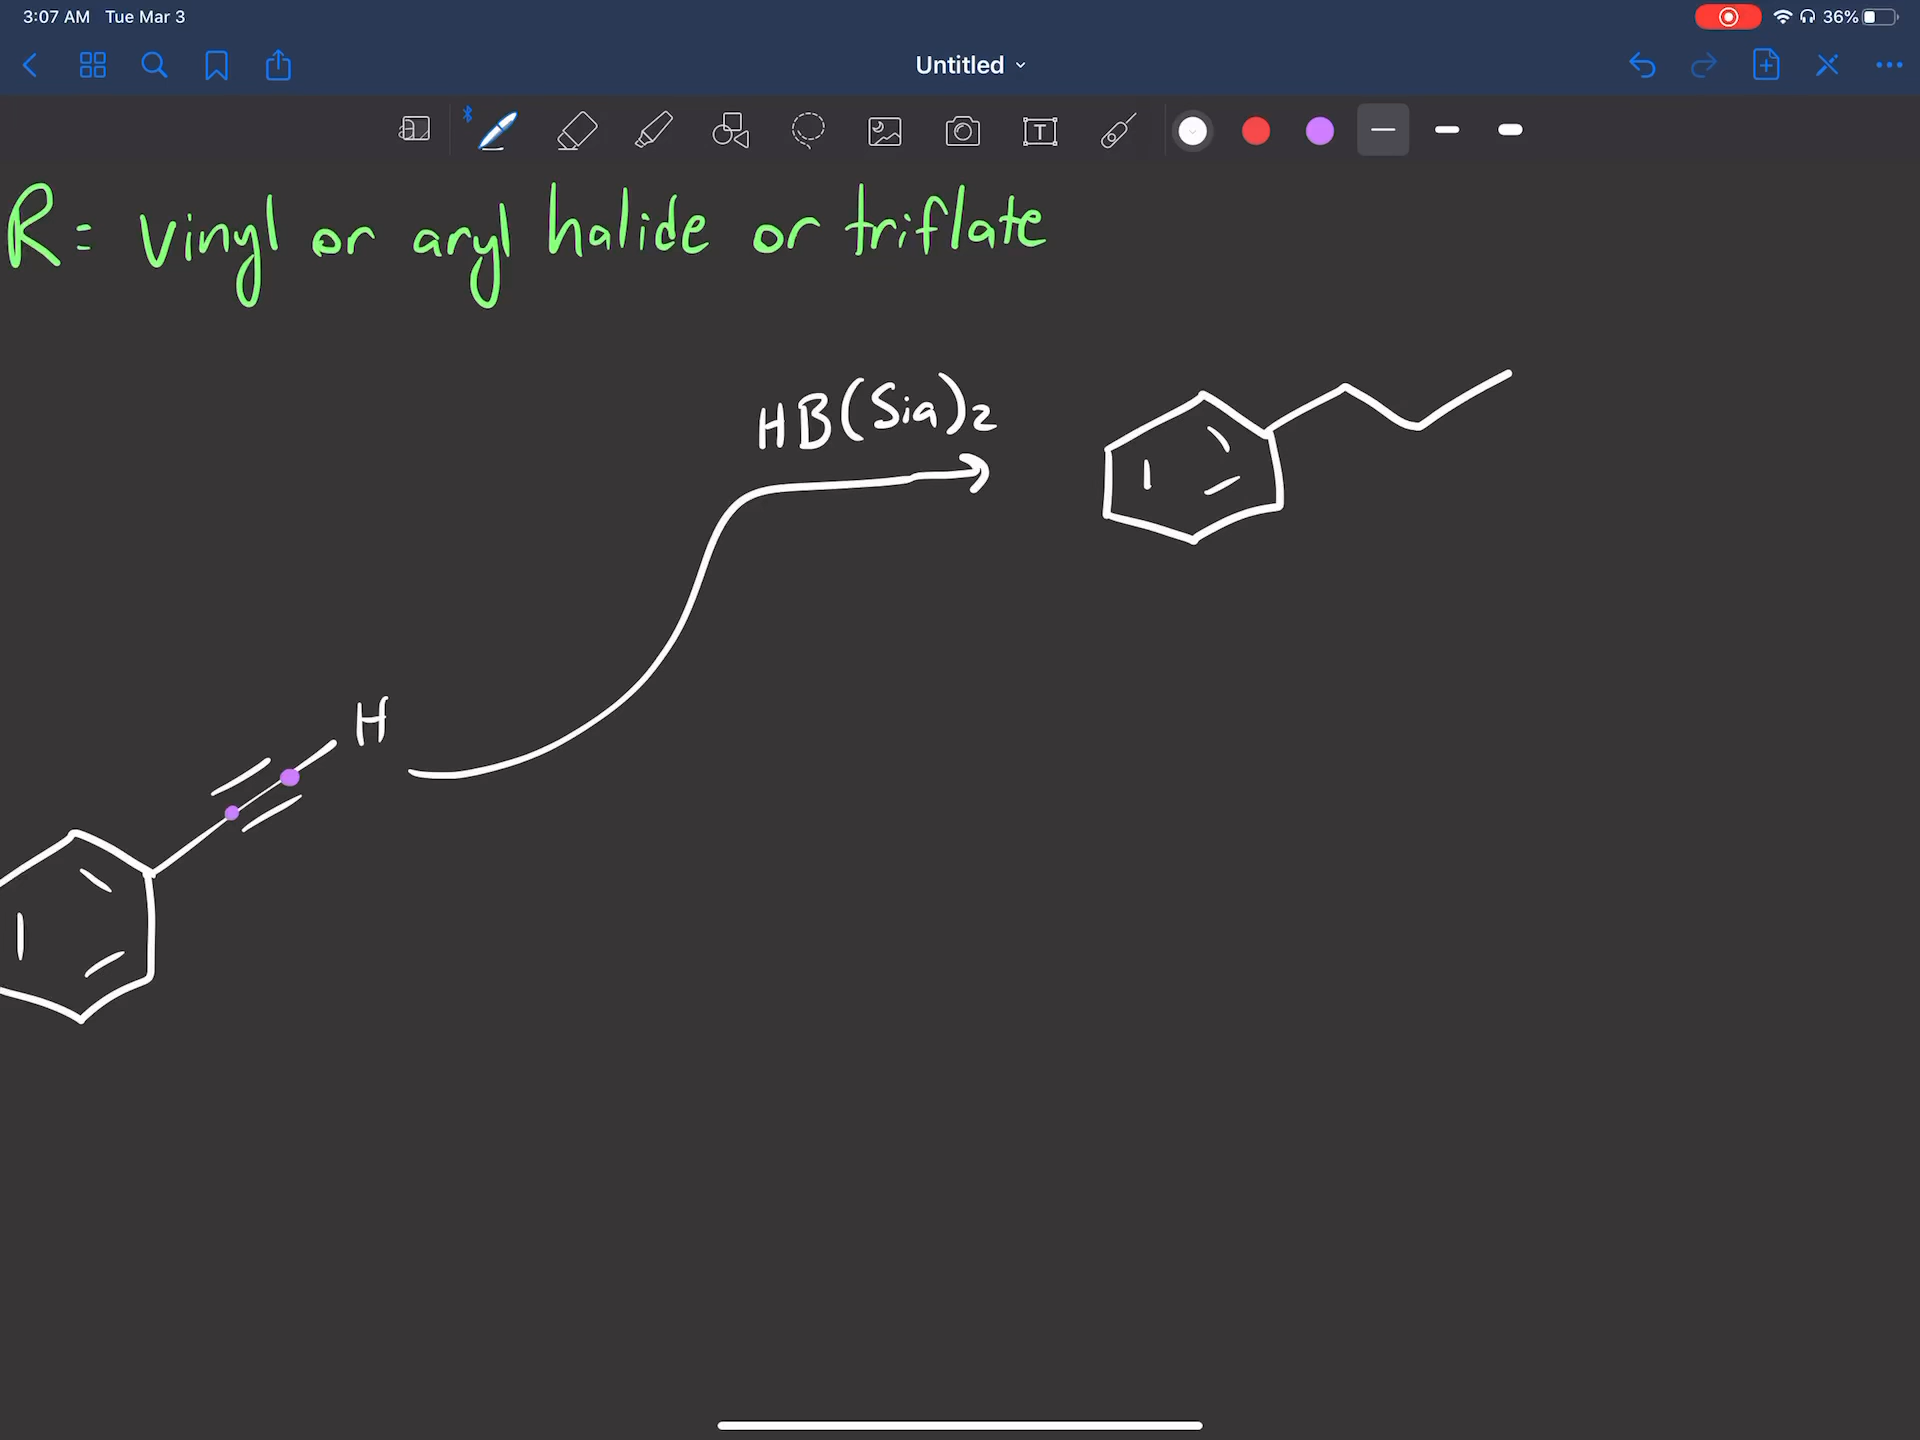 3:07 AM Tue Mar 3
36%
Untitled
T
R= vinyl or aryl halide or triflate
HB(Sia)2
H